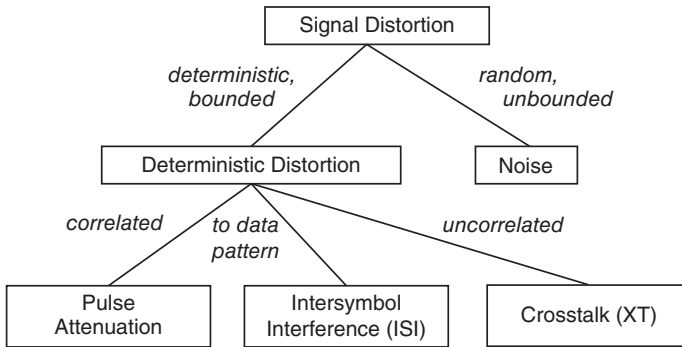 Signal Distortion
deterministic,
bounded
random,
unbounded
Deterministic Distortion
Noise
correlated
to data
pattern
uncorrelated
Pulse
Attenuation
Intersymbol
Interference (ISI)
Crosstalk (XT)